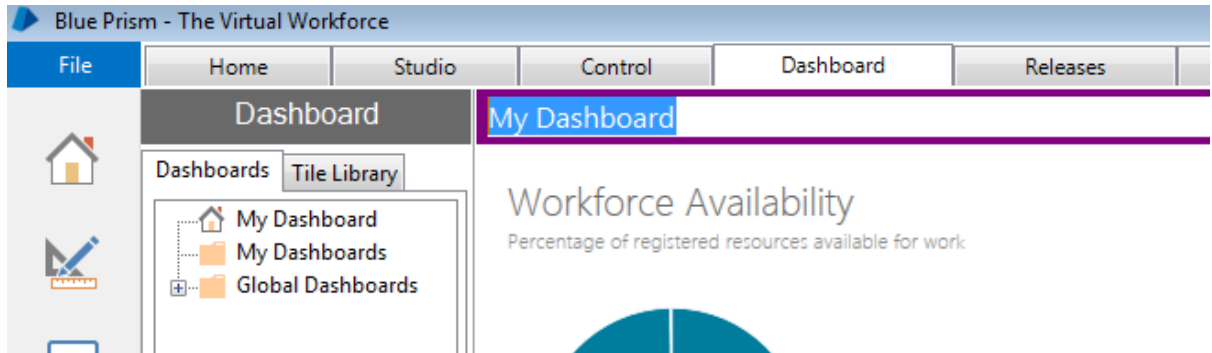 Blue Prism - The Virtual Workforce
File Home Studio Control Dashboard Releases
Dashboard
My Dashboard
Dashboards Tile Library
My Dashboard
My Dashboards
Global Dashboards
Workforce Availability
Percentage of registered resources available for work